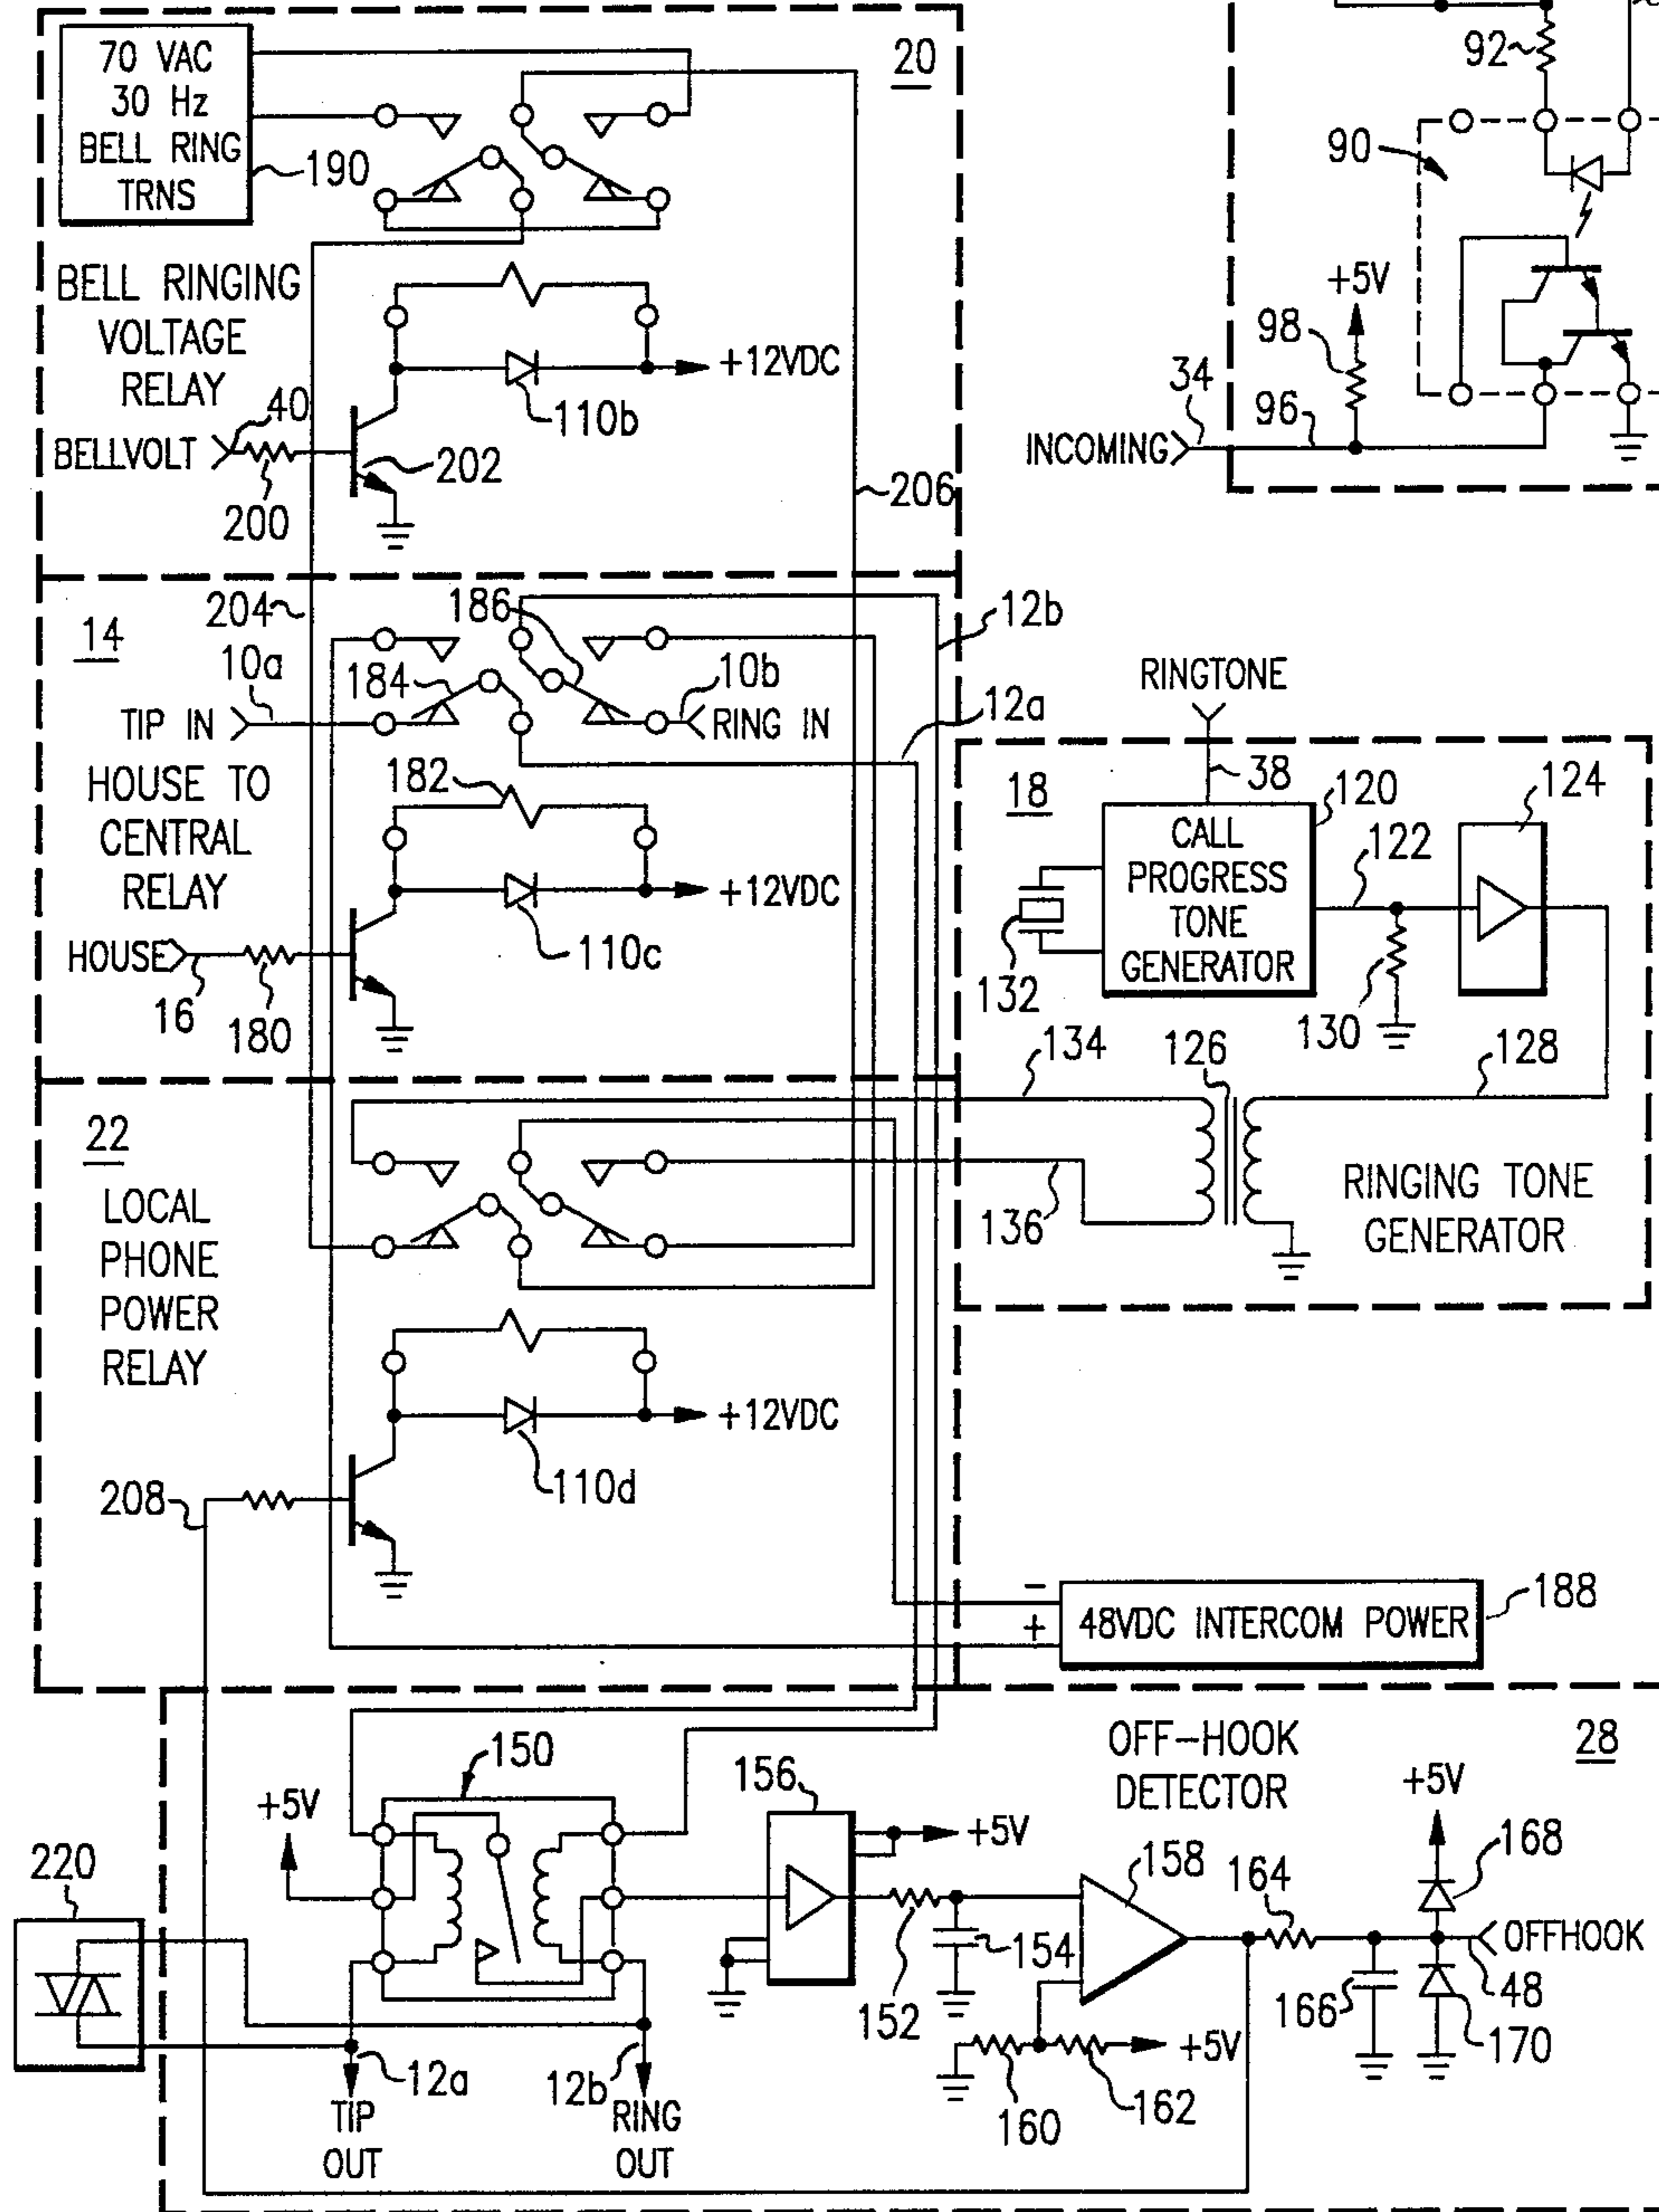 70 VAC
30 Hz
BELL RING
TRNS
190
20
92
90
BELL RINGING
VOLTAGE
RELAY
+12VDC
110b
40
BELLVOLT
202
200
206
+5V
98
34
96
INCOMING
204
186
12b
14
10a
184
10b
TIP IN
RING IN
12a
RINGTONE
HOUSE TO
CENTRAL
RELAY
182
+12VDC
110c
HOUSE
16
180
18
38
120
124
CALL
PROGRESS
TONE
GENERATOR
122
132
130
134
126
128
22
LOCAL
PHONE
POWER
RELAY
136
RINGING TONE
GENERATOR
+12VDC
110d
208
−
+
48VDC INTERCOM POWER
188
OFF-HOOK
DETECTOR
28
150
156
+5V
+5V
+5V
168
220
158
164
OFFHOOK
154
152
166
48
170
+5V
12a
12b
160
162
TIP
OUT
RING
OUT